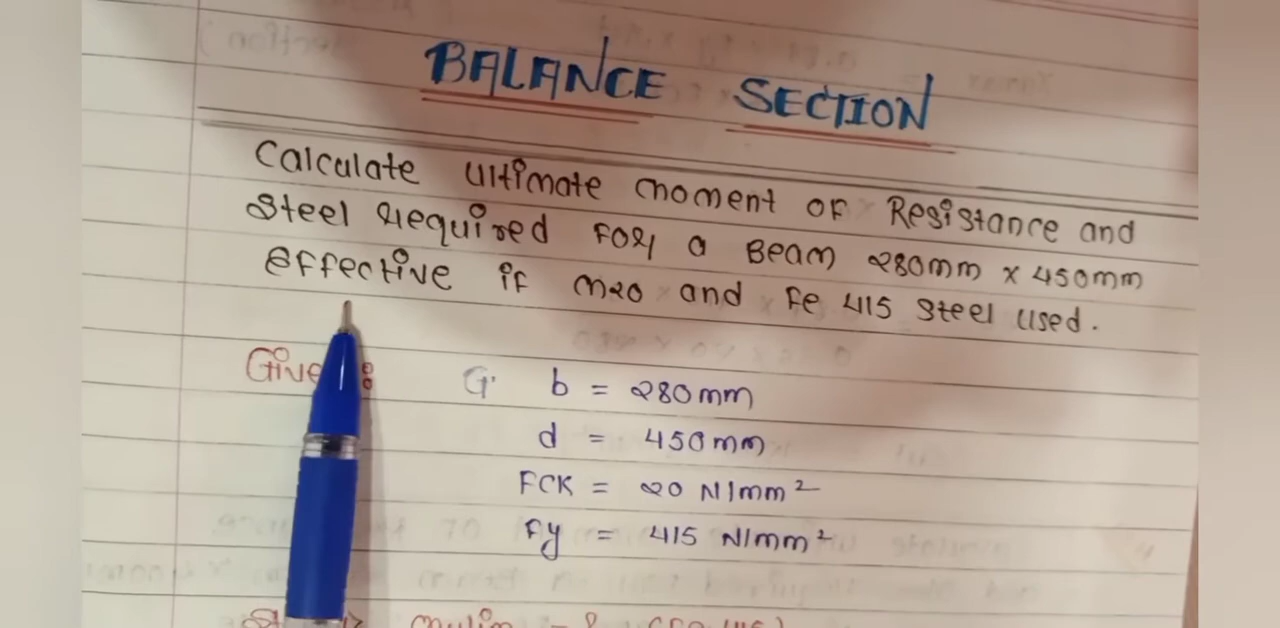 BALANCE SECTION
Calculate Ultimate moment OF Resistance and
Steel Required FOR a Beam 280mm x 450mm
effective if M20 and Fe 415 Steel Used.
Given: G. b = 280mm
d = 450mm
FCK = 20 N/mm²
Fy = 415 N/mm²